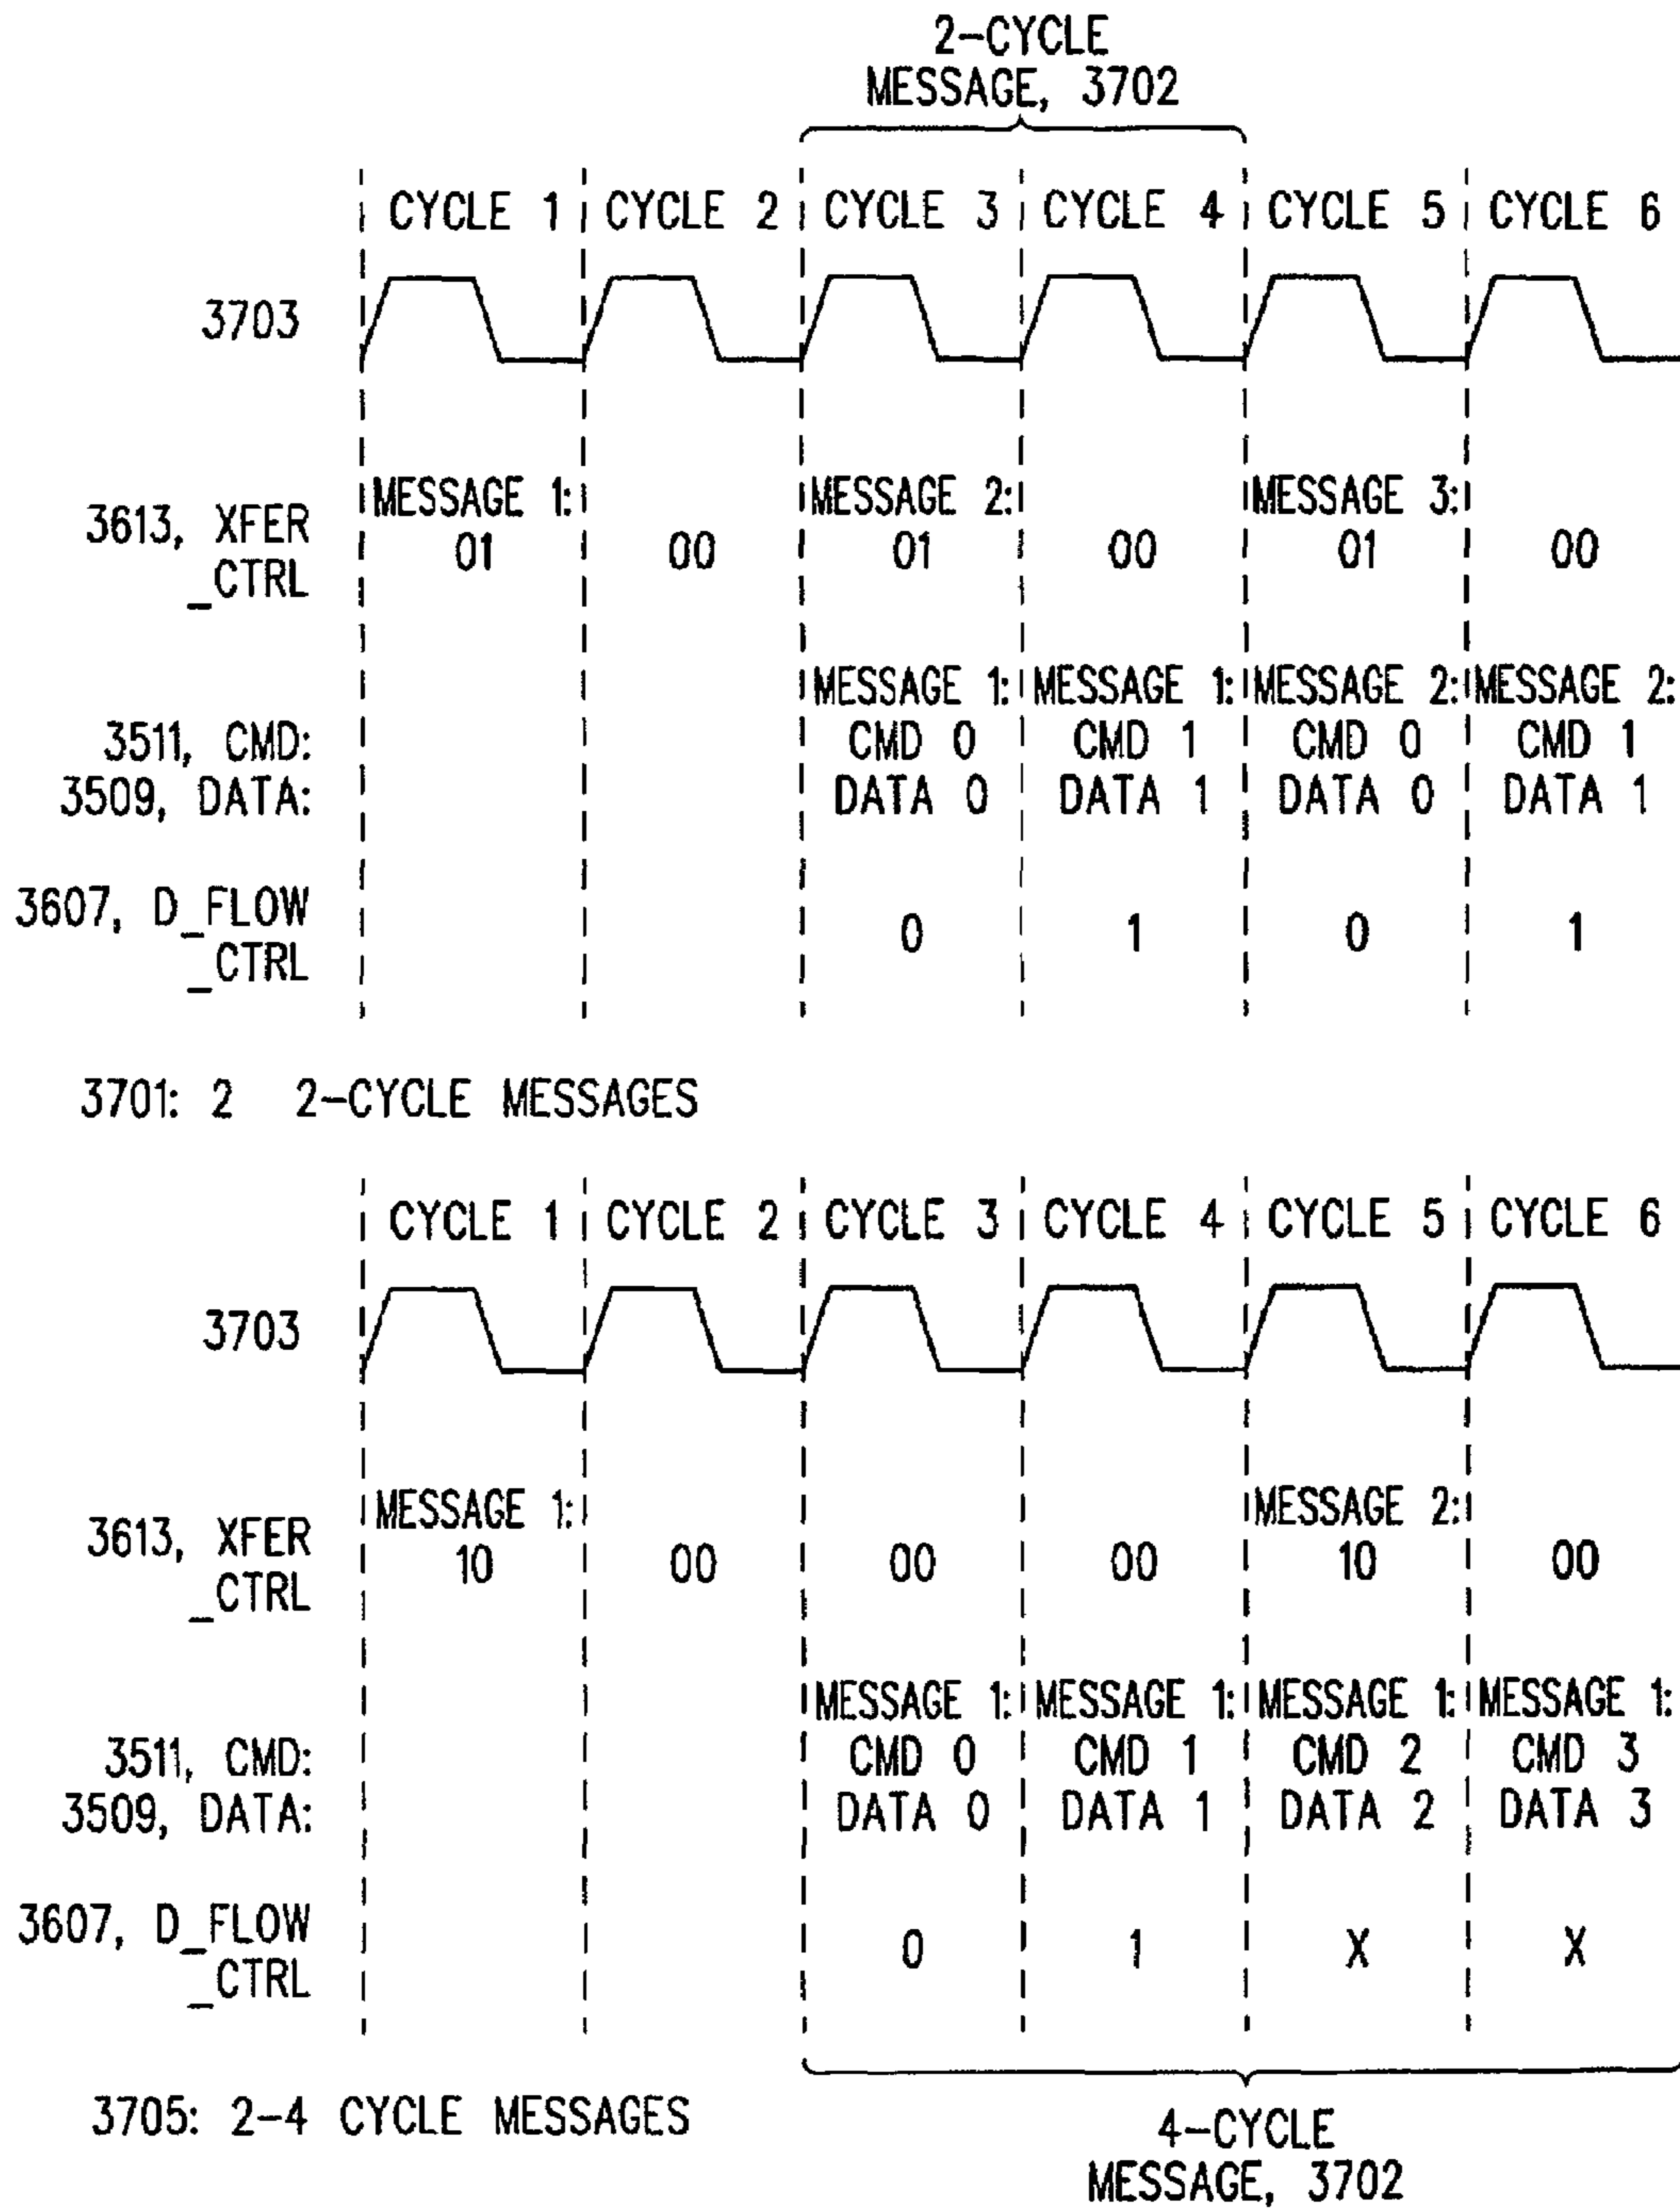 2-CYCLE
MESSAGE, 3702
CYCLE 1 CYCLE 2 CYCLE 3 CYCLE 4 CYCLE 5 CYCLE 6
3703
MESSAGE 1: MESSAGE 2: MESSAGE 3:
3613, XFER
01 00 01 00 01 00
_CTRL
MESSAGE 1: MESSAGE 1: MESSAGE 2: MESSAGE 2:
3511, CMD: CMD 0 CMD 1 CMD 0 CMD 1
3509, DATA: DATA 0 DATA 1 DATA 0 DATA 1
3607, D_FLOW
0 1 0 1
_CTRL
3701: 2 2-CYCLE MESSAGES
CYCLE 1 CYCLE 2 CYCLE 3 CYCLE 4 CYCLE 5 CYCLE 6
3703
MESSAGE 1: MESSAGE 2:
3613, XFER
10 00 00 00 10 00
_CTRL
MESSAGE 1: MESSAGE 1: MESSAGE 1: MESSAGE 1:
3511, CMD: CMD 0 CMD 1 CMD 2 CMD 3
3509, DATA: DATA 0 DATA 1 DATA 2 DATA 3
3607, D_FLOW
0 1 X X
_CTRL
3705: 2-4 CYCLE MESSAGES
4-CYCLE
MESSAGE, 3702